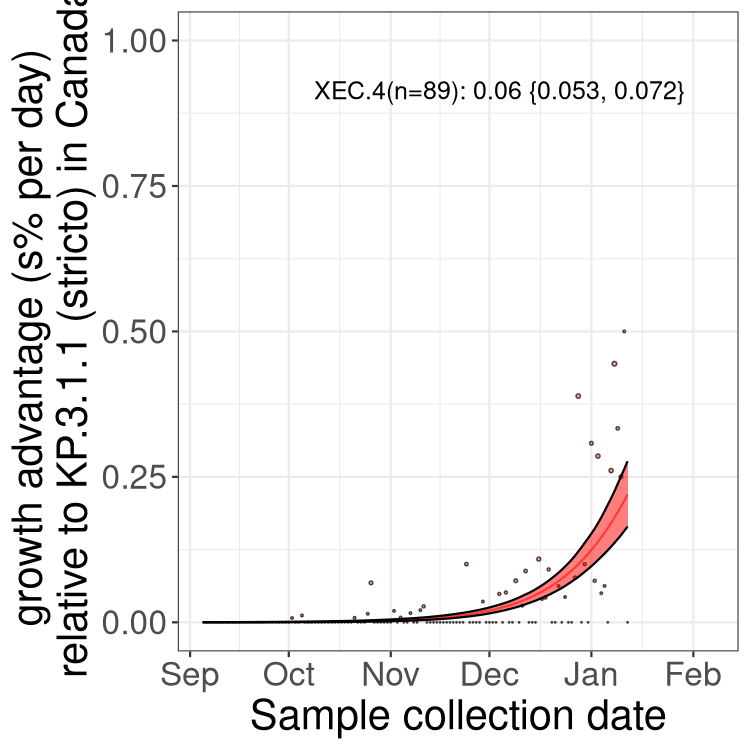 growth advantage (s% per day)
relative to KP.3.1.1 (stricto) in Canada
1.00
0.75
0.50
0.25
0.00
XEC.4(n=89): 0.06 {0.053, 0.072}
Sep Oct Nov Dec Jan Feb
Sample collection date